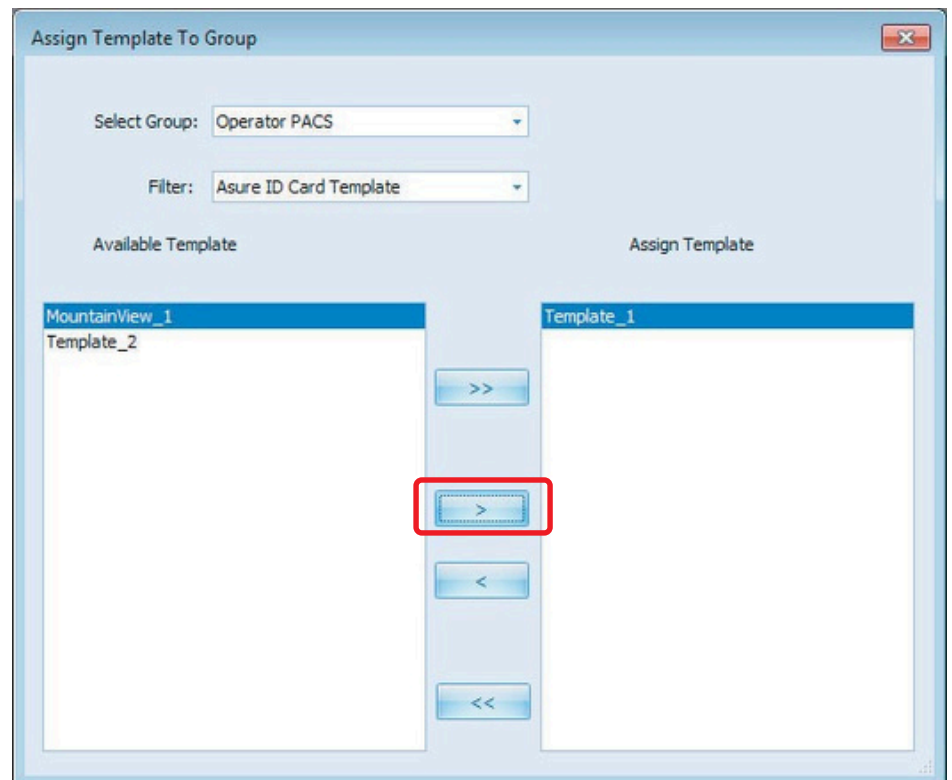 Assign Template To Group
Select Group: Operator PACS
Filter: Asure ID Card Template
Available Template Assign Template
MountainView_1 Template_1
Template_2
>>
>
<
<<